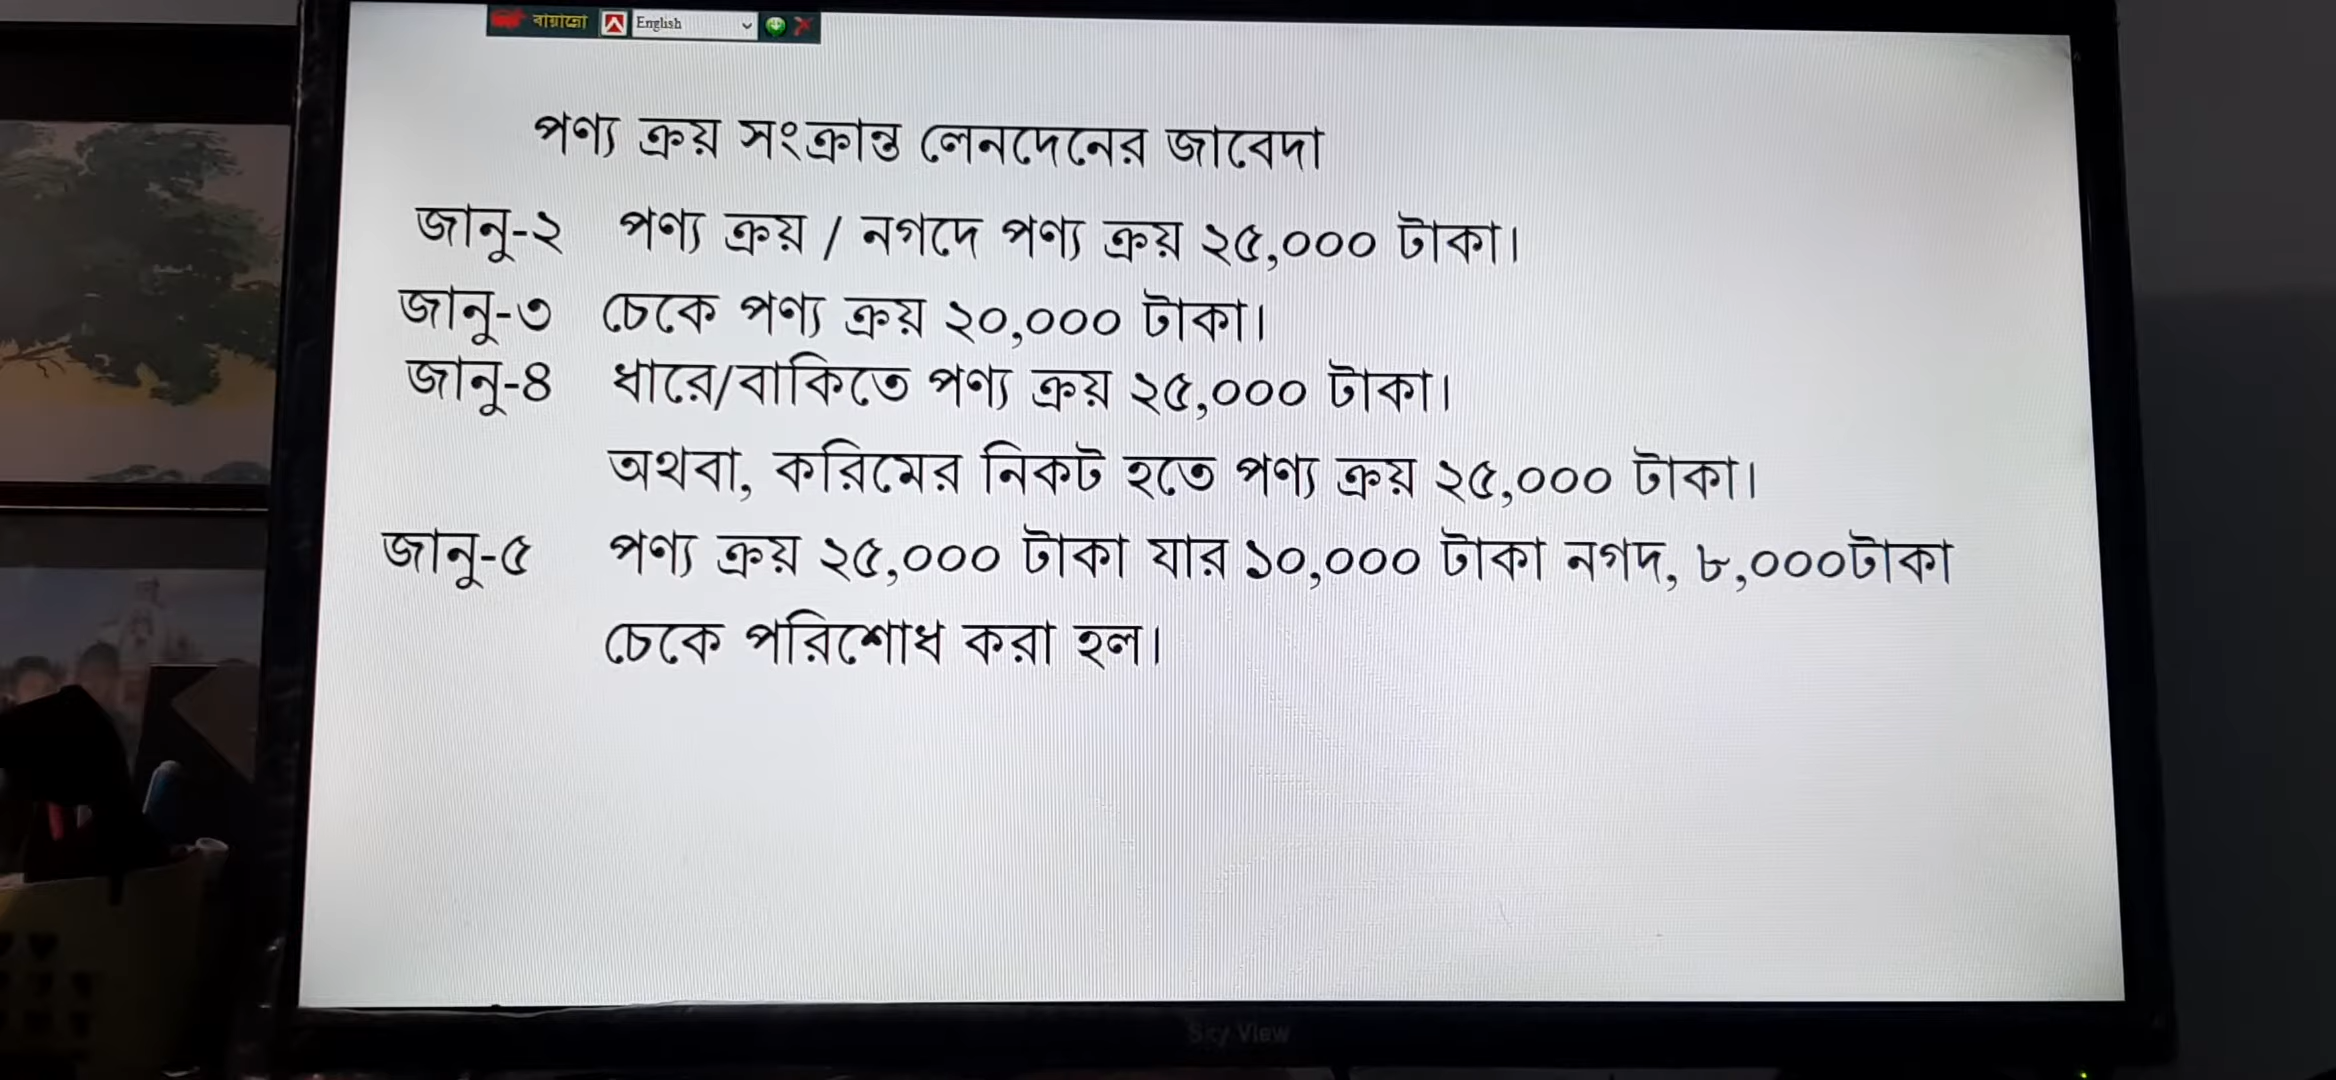 বায়ান্নো English
পণ্য ক্রয় সংক্রান্ত লেনদেনের জাবেদা
জানু-২ পণ্য ক্রয় / নগদে পণ্য ক্রয় ২৫,০০০ টাকা।
জানু-৩ চেকে পণ্য ক্রয় ২০,০০০ টাকা।
জানু-৪ ধারে/বাকিতে পণ্য ক্রয় ২৫,০০০ টাকা।
অথবা, করিমের নিকট হতে পণ্য ক্রয় ২৫,০০০ টাকা।
জানু-৫ পণ্য ক্রয় ২৫,০০০ টাকা যার ১০,০০০ টাকা নগদ, ৮,০০০টাকা
চেকে পরিশোধ করা হল।
Sky View